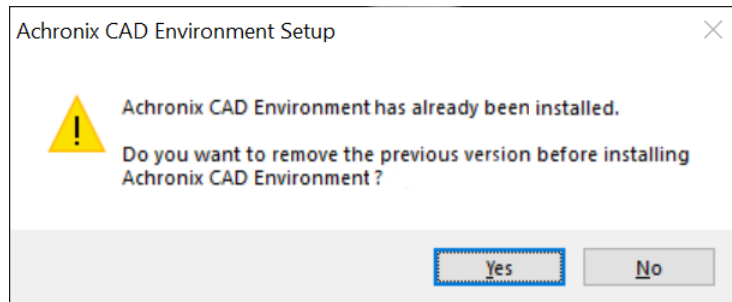 Achronix CAD Environment Setup
Achronix CAD Environment has already been installed.
Do you want to remove the previous version before installing
Achronix CAD Environment ?
Yes
No